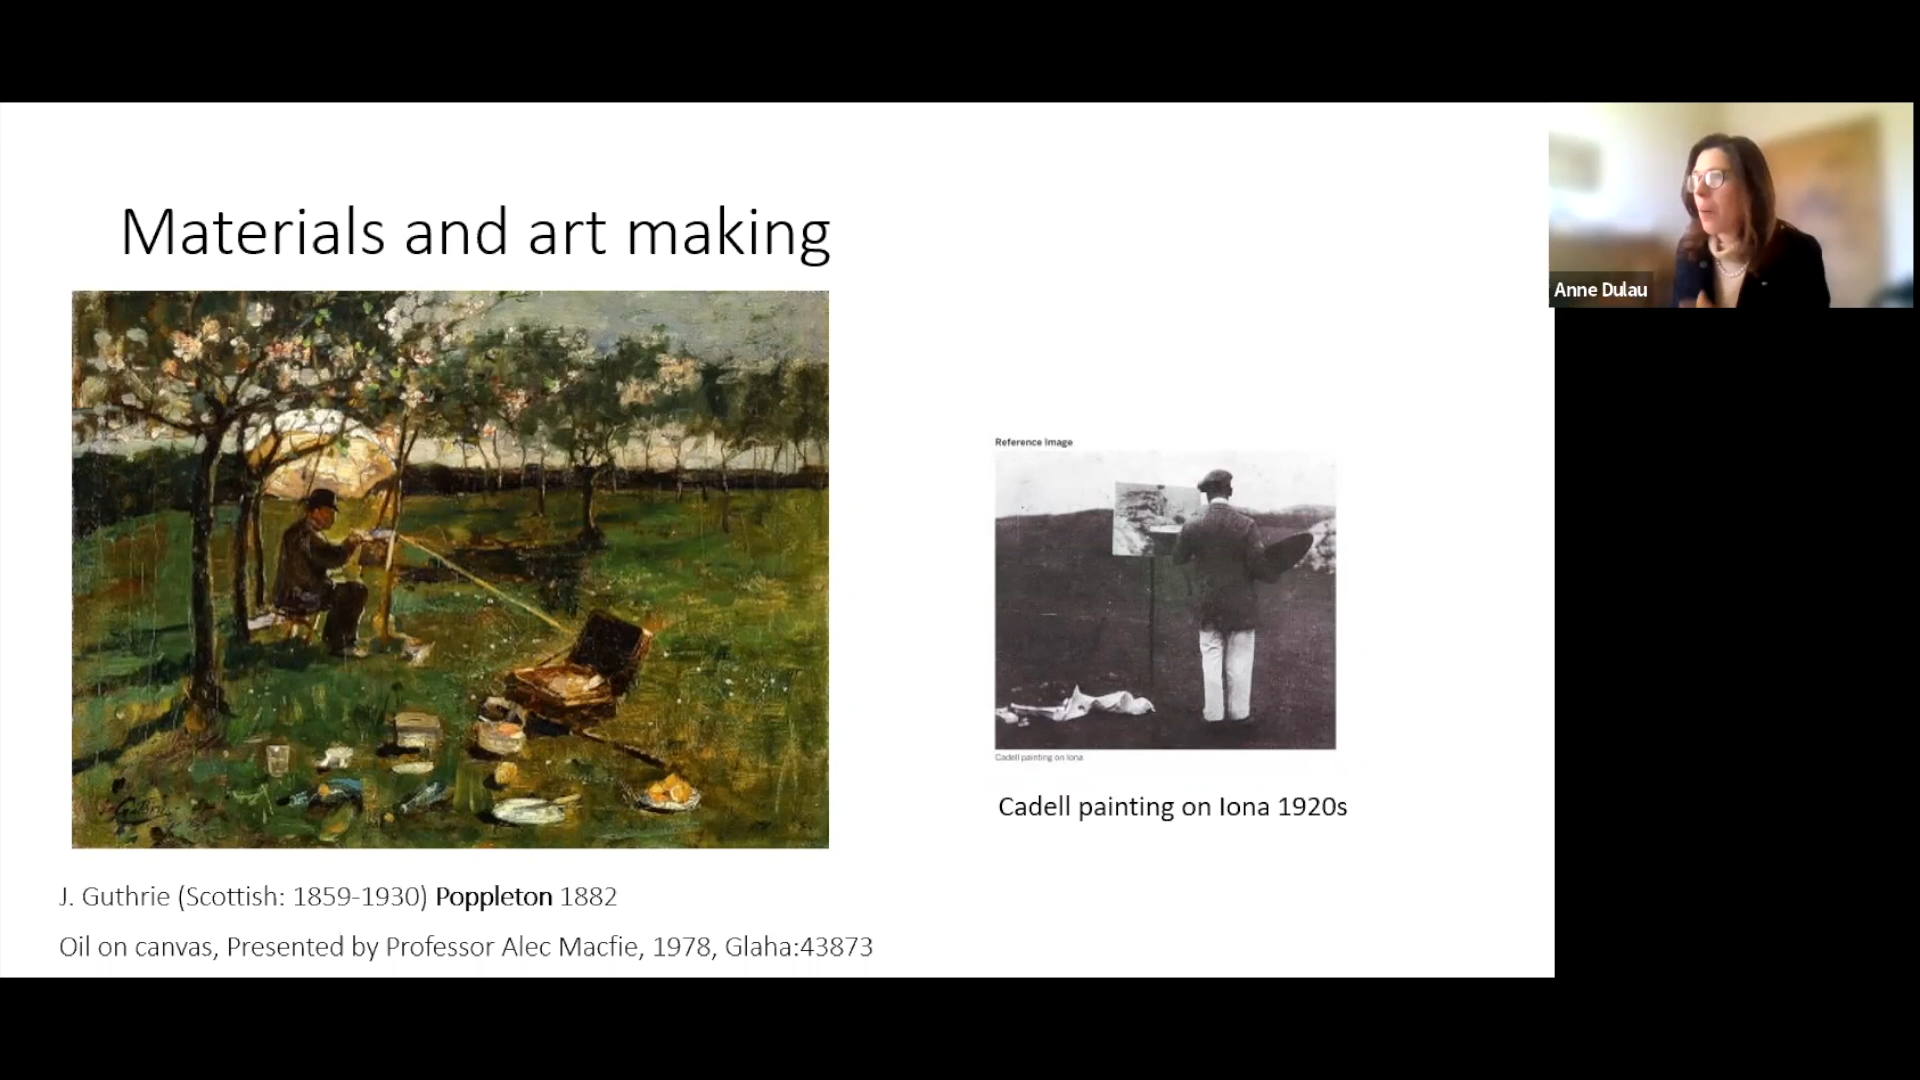 Materials and art making
Anne Dulau
Reference Image
Cadell painting on Iona
Cadell painting on Iona 1920s
J. Guthrie (Scottish: 1859-1930) Poppleton 1882
Oil on canvas, Presented by Professor Alec Macfie, 1978, Glaha:43873